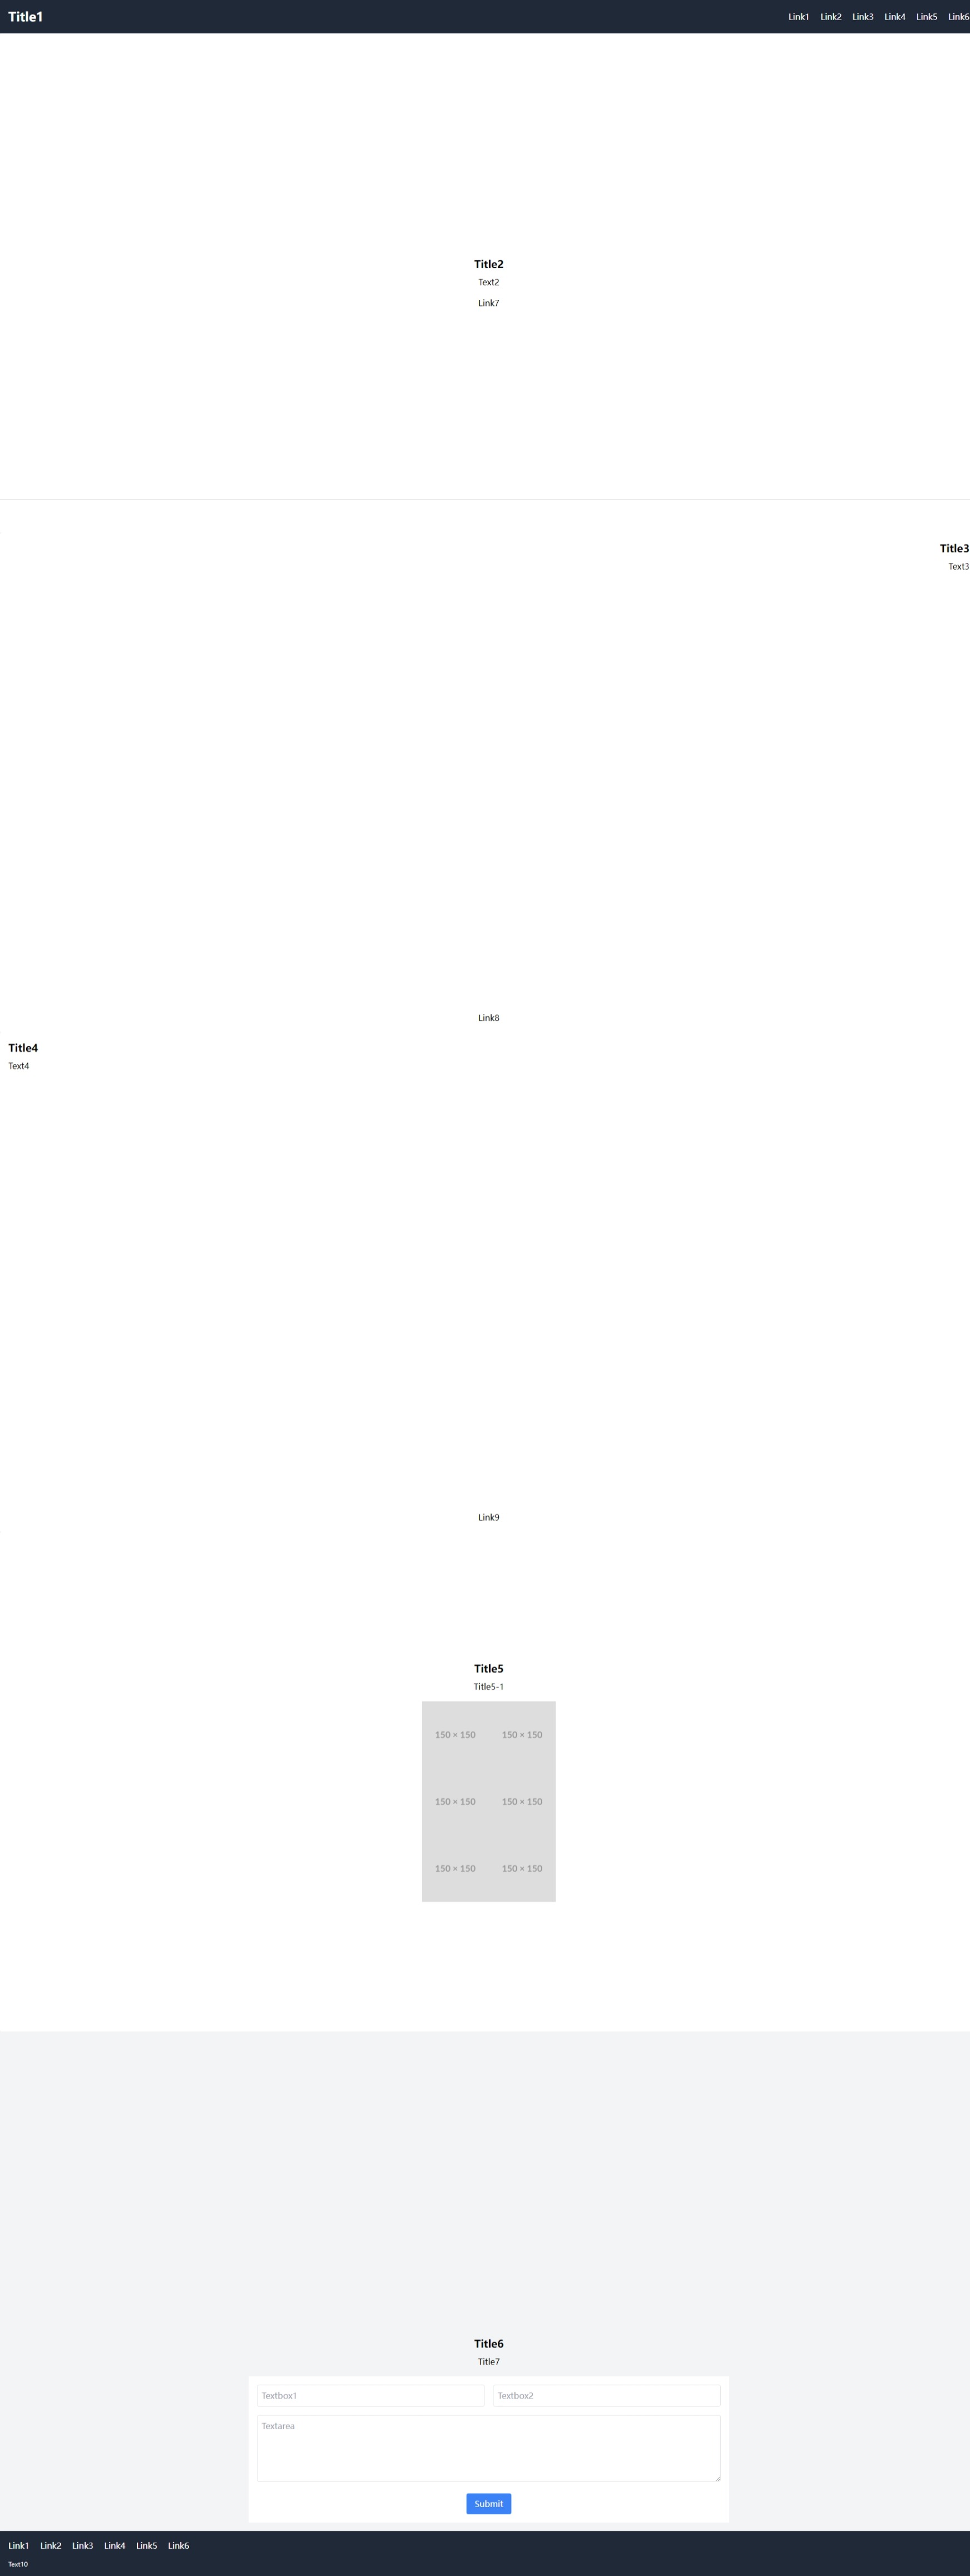 Title1
Link1 Link2 Link3 Link4 Link5 Link6
Title2
Text2
Link7
Title3
Text3
Link8
Title4
Text4
Link9
Title5
Title5-1
150 × 150 150 × 150
150 × 150 150 × 150
150 × 150 150 × 150
Title6
Title7
Textbox1 Textbox2
Textarea
Submit
Link1 Link2 Link3 Link4 Link5 Link6
Text10